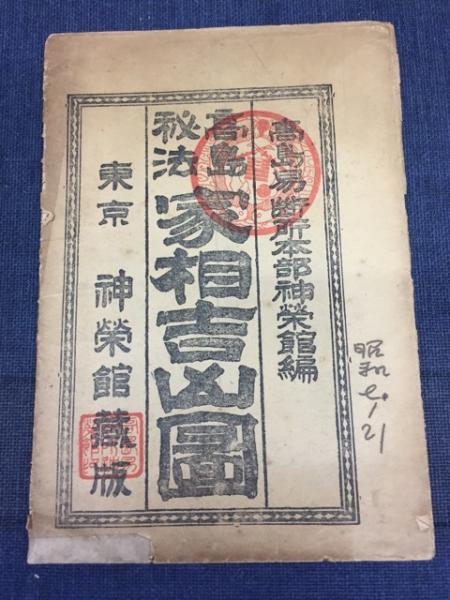 高島易断所本部神榮館編
高島
秘法
家相吉凶圖
東京 神榮館藏版
昭和